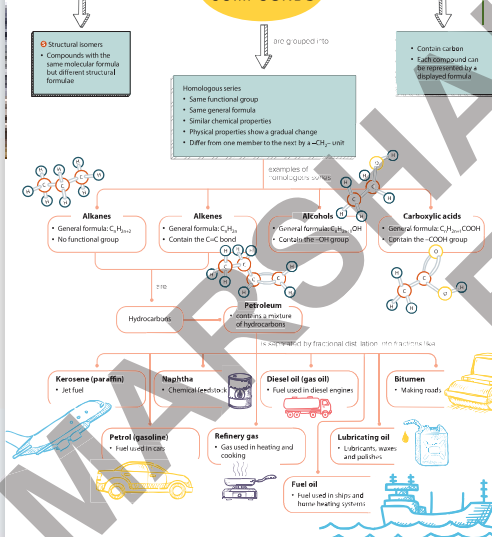 COMPOUNDS
are grouped into
S Structural isomers
• Compounds with the
same molecular formula
but different structural
formulae
Homologous series
• Same functional group
• Same general formula
• Similar chemical properties
• Physical properties show a gradual change
• Differ from one member to the next by a –CH₂– unit
• Contain carbon
• Each compound can
be represented by a
displayed formula
examples of
homologous series
Alkanes
• General formula: CₙH₂ₙ₊₂
• No functional group
Alkenes
• General formula: CₙH₂ₙ
• Contain the C=C bond
Alcohols
• General formula: CₙH₂ₙ₊₁OH
• Contain the –OH group
Carboxylic acids
• General formula: CₙH₂ₙ₊₁COOH
• Contain the –COOH group
are
Hydrocarbons
Petroleum
• contains a mixture
of hydrocarbons
is separated by fractional distillation into fractions like
Kerosene (paraffin)
• Jet fuel
Naphtha
• Chemical feedstock
Diesel oil (gas oil)
• Fuel used in diesel engines
Bitumen
• Making roads
Petrol (gasoline)
• Fuel used in cars
Refinery gas
• Gas used in heating and
cooking
Lubricating oil
• Lubricants, waxes
and polishes
Fuel oil
• Fuel used in ships and
home heating systems